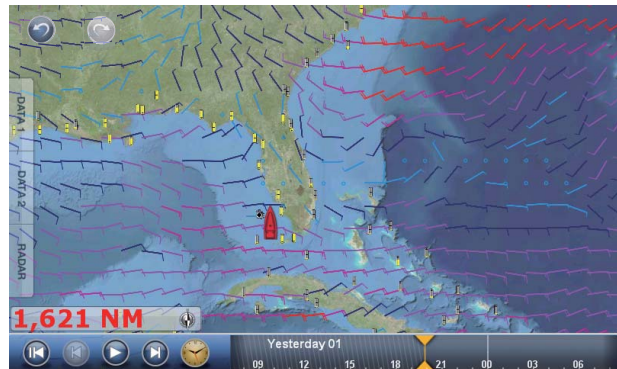 DATA 1
DATA 2
RADAR
1,621 NM
Yesterday 01
09 12 15 18 21 00 03 06